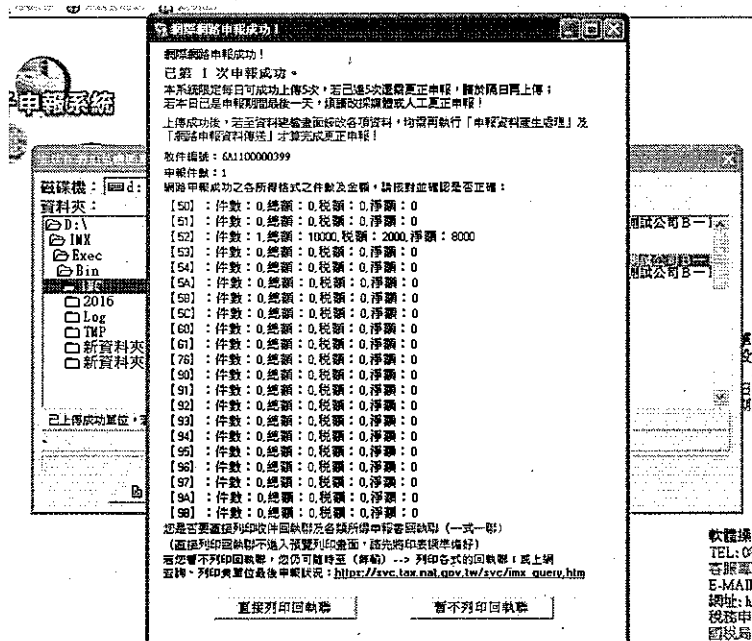 網際網路申報成功!
子申報系統
網際網路申報成功!
已第 1 次申報成功。
本系統限定每日可成功上傳5次,若已達5次還需更正申報,請於隔日再上傳;
若本日已是申報期間最後一天,煩請改採媒體或人工更正申報!
上傳成功後,若至資料建檔畫面修改各項資料,均需再執行「申報資料產生處理」及
「網路申報資料傳送」才算完成更正申報!
收件編號:6A1100000399
申報件數:1
網路申報成功之各所得格式之件數及金額,請核對並確認是否正確:
【50】:件數:0,總額:0,稅額:0,淨額:0
【51】:件數:0,總額:0,稅額:0,淨額:0
【52】:件數:1,總額:10000,稅額:2000,淨額:8000
【53】:件數:0,總額:0,稅額:0,淨額:0
【54】:件數:0,總額:0,稅額:0,淨額:0
【5A】:件數:0,總額:0,稅額:0,淨額:0
【5B】:件數:0,總額:0,稅額:0,淨額:0
【5C】:件數:0,總額:0,稅額:0,淨額:0
【60】:件數:0,總額:0,稅額:0,淨額:0
【61】:件數:0,總額:0,稅額:0,淨額:0
【76】:件數:0,總額:0,稅額:0,淨額:0
【90】:件數:0,總額:0,稅額:0,淨額:0
【91】:件數:0,總額:0,稅額:0,淨額:0
【92】:件數:0,總額:0,稅額:0,淨額:0
【93】:件數:0,總額:0,稅額:0,淨額:0
【94】:件數:0,總額:0,稅額:0,淨額:0
【95】:件數:0,總額:0,稅額:0,淨額:0
【96】:件數:0,總額:0,稅額:0,淨額:0
【97】:件數:0,總額:0,稅額:0,淨額:0
【9A】:件數:0,總額:0,稅額:0,淨額:0
【9B】:件數:0,總額:0,稅額:0,淨額:0
您是否要直接列印收件回執聯及各類所得申報書回執聯(一式一聯)
(直接列印回執聯不進入預覽列印畫面,請先將印表機準備好)
若您暫不列印回執聯,您仍可隨時至(審核)--> 列印各式的回執聯;或上網
查詢、列印貴單位最後申報狀況:https://svc.tax.nat.gov.tw/svc/imx_query.htm
直接列印回執聯
暫不列印回執聯
磁碟機:
d:
資料夾:
D:\
IMX
Exec
Bin
2016
Log
TMP
新資料夾
新資料夾
已上傳成功單位,若
測試公司B-1
測試公司B-1
軟體操
TEL:0
客服專
E-MAI
網址:h
稅務申
國稅局